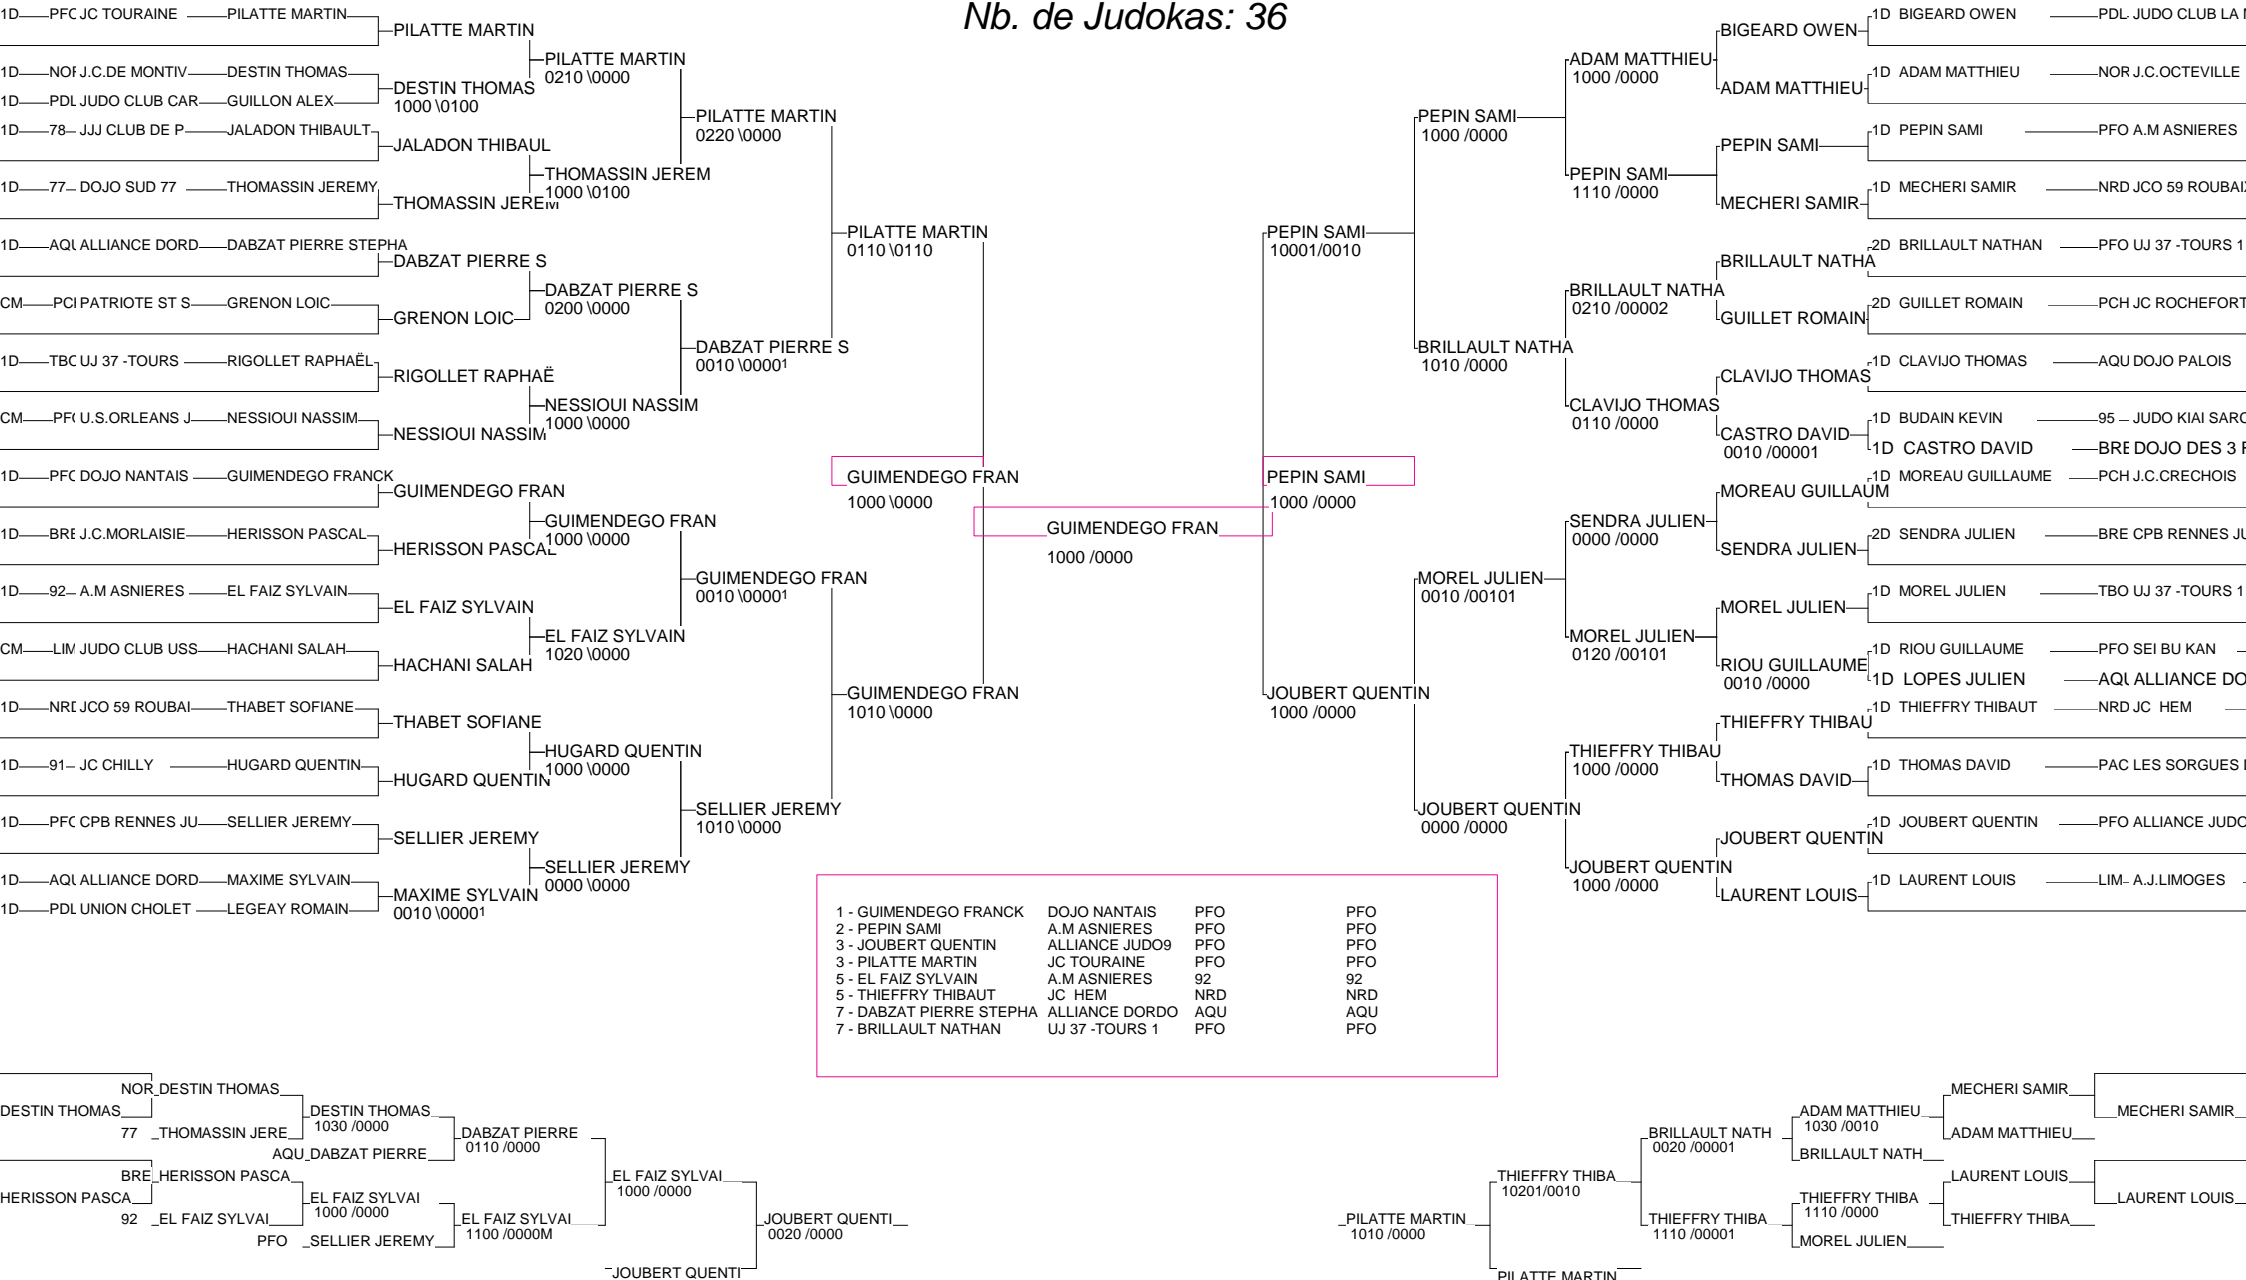 Nb. de Judokas: 36
1D PFC JC TOURAINE PILATTE MARTIN
1D NOF J.C.DE MONTIV DESTIN THOMAS
1D PDL JUDO CLUB CAR GUILLON ALEX
1D 78 JJJ CLUB DE P JALADON THIBAULT
1D 77 DOJO SUD 77 THOMASSIN JEREMY
1D AQU ALLIANCE DORD DABZAT PIERRE STEPHA
CM PCI PATRIOTE ST S GRENON LOIC
1D TBO UJ 37 -TOURS RIGOLLET RAPHAËL
CM PFO U.S.ORLEANS J NESSIOUI NASSIM
1D PFO DOJO NANTAIS GUIMENDEGO FRANCK
1D BRE J.C.MORLAISIE HERISSON PASCAL
1D 92 A.M ASNIERES EL FAIZ SYLVAIN
CM LIM JUDO CLUB USS HACHANI SALAH
1D NRD JCO 59 ROUBAI THABET SOFIANE
1D 91 JC CHILLY HUGARD QUENTIN
1D PFO CPB RENNES JU SELLIER JEREMY
1D AQU ALLIANCE DORD MAXIME SYLVAIN
1D PDL UNION CHOLET LEGEAY ROMAIN
PILATTE MARTIN
DESTIN THOMAS
1000 \0100
JALADON THIBAUL
THOMASSIN JEREM
DABZAT PIERRE S
GRENON LOIC
RIGOLLET RAPHAË
NESSIOUI NASSIM
GUIMENDEGO FRAN
HERISSON PASCAL
EL FAIZ SYLVAIN
HACHANI SALAH
THABET SOFIANE
HUGARD QUENTIN
SELLIER JEREMY
MAXIME SYLVAIN
0010 \00001
PILATTE MARTIN
0210 \0000
THOMASSIN JEREM
1000 \0100
DABZAT PIERRE S
0200 \0000
NESSIOUI NASSIM
1000 \0000
GUIMENDEGO FRAN
1000 \0000
EL FAIZ SYLVAIN
1020 \0000
HUGARD QUENTIN
1000 \0000
SELLIER JEREMY
0000 \0000
PILATTE MARTIN
0220 \0000
DABZAT PIERRE S
0010 \00001
GUIMENDEGO FRAN
0010 \00001
SELLIER JEREMY
1010 \0000
PILATTE MARTIN
0110 \0110
GUIMENDEGO FRAN
1010 \0000
GUIMENDEGO FRAN
1000 \0000
GUIMENDEGO FRAN
1000 /0000
PEPIN SAMI
1000 /0000
PEPIN SAMI
10001/0010
JOUBERT QUENTIN
1000 /0000
PEPIN SAMI
1000 /0000
BRILLAULT NATHA
1010 /0000
MOREL JULIEN
0010 /00101
JOUBERT QUENTIN
0000 /0000
ADAM MATTHIEU
1000 /0000
PEPIN SAMI
1110 /0000
BRILLAULT NATHA
0210 /00002
CLAVIJO THOMAS
0110 /0000
SENDRA JULIEN
0000 /0000
MOREL JULIEN
0120 /00101
THIEFFRY THIBAU
1000 /0000
JOUBERT QUENTIN
1000 /0000
BIGEARD OWEN
ADAM MATTHIEU
PEPIN SAMI
MECHERI SAMIR
BRILLAULT NATHA
GUILLET ROMAIN
CLAVIJO THOMAS
CASTRO DAVID
0010 /00001
MOREAU GUILLAUM
SENDRA JULIEN
MOREL JULIEN
RIOU GUILLAUME
0010 /0000
THIEFFRY THIBAU
THOMAS DAVID
JOUBERT QUENTIN
LAURENT LOUIS
1D BIGEARD OWEN PDL JUDO CLUB LA
1D ADAM MATTHIEU NOR J.C.OCTEVILLE
1D PEPIN SAMI PFO A.M ASNIERES
1D MECHERI SAMIR NRD JCO 59 ROUBAIX
2D BRILLAULT NATHAN PFO UJ 37 -TOURS 1
2D GUILLET ROMAIN PCH JC ROCHEFORT
1D CLAVIJO THOMAS AQU DOJO PALOIS
1D BUDAIN KEVIN 95 JUDO KIAI SARC
1D CASTRO DAVID BRE DOJO DES 3
1D MOREAU GUILLAUME PCH J.C.CRECHOIS
2D SENDRA JULIEN BRE CPB RENNES JU
1D MOREL JULIEN TBO UJ 37 -TOURS 1
1D RIOU GUILLAUME PFO SEI BU KAN
1D LOPES JULIEN AQU ALLIANCE DO
1D THIEFFRY THIBAUT NRD JC HEM
1D THOMAS DAVID PAC LES SORGUES
1D JOUBERT QUENTIN PFO ALLIANCE JUDO
1D LAURENT LOUIS LIM A.J.LIMOGES
1 - GUIMENDEGO FRANCK DOJO NANTAIS PFO PFO
2 - PEPIN SAMI A.M ASNIERES PFO PFO
3 - JOUBERT QUENTIN ALLIANCE JUDO9 PFO PFO
3 - PILATTE MARTIN JC TOURAINE PFO PFO
5 - EL FAIZ SYLVAIN A.M ASNIERES 92 92
5 - THIEFFRY THIBAUT JC HEM NRD NRD
7 - DABZAT PIERRE STEPHA ALLIANCE DORDO AQU AQU
7 - BRILLAULT NATHAN UJ 37 -TOURS 1 PFO PFO
DESTIN THOMAS
HERISSON PASCA
NOR DESTIN THOMAS
77 THOMASSIN JERE
BRE HERISSON PASCA
92 EL FAIZ SYLVAI
DESTIN THOMAS
1030 /0000
AQU DABZAT PIERRE
EL FAIZ SYLVAI
1000 /0000
PFO SELLIER JEREMY
DABZAT PIERRE
0110 /0000
EL FAIZ SYLVAI
1100 /0000M
EL FAIZ SYLVAI
1000 /0000
JOUBERT QUENTI
JOUBERT QUENTI
0020 /0000
PILATTE MARTIN
1010 /0000
THIEFFRY THIBA
10201/0010
PILATTE MARTIN
BRILLAULT NATH
0020 /00001
THIEFFRY THIBA
1110 /00001
ADAM MATTHIEU
1030 /0010
BRILLAULT NATH
THIEFFRY THIBA
1110 /0000
MOREL JULIEN
MECHERI SAMIR
ADAM MATTHIEU
LAURENT LOUIS
THIEFFRY THIBA
MECHERI SAMIR
LAURENT LOUIS